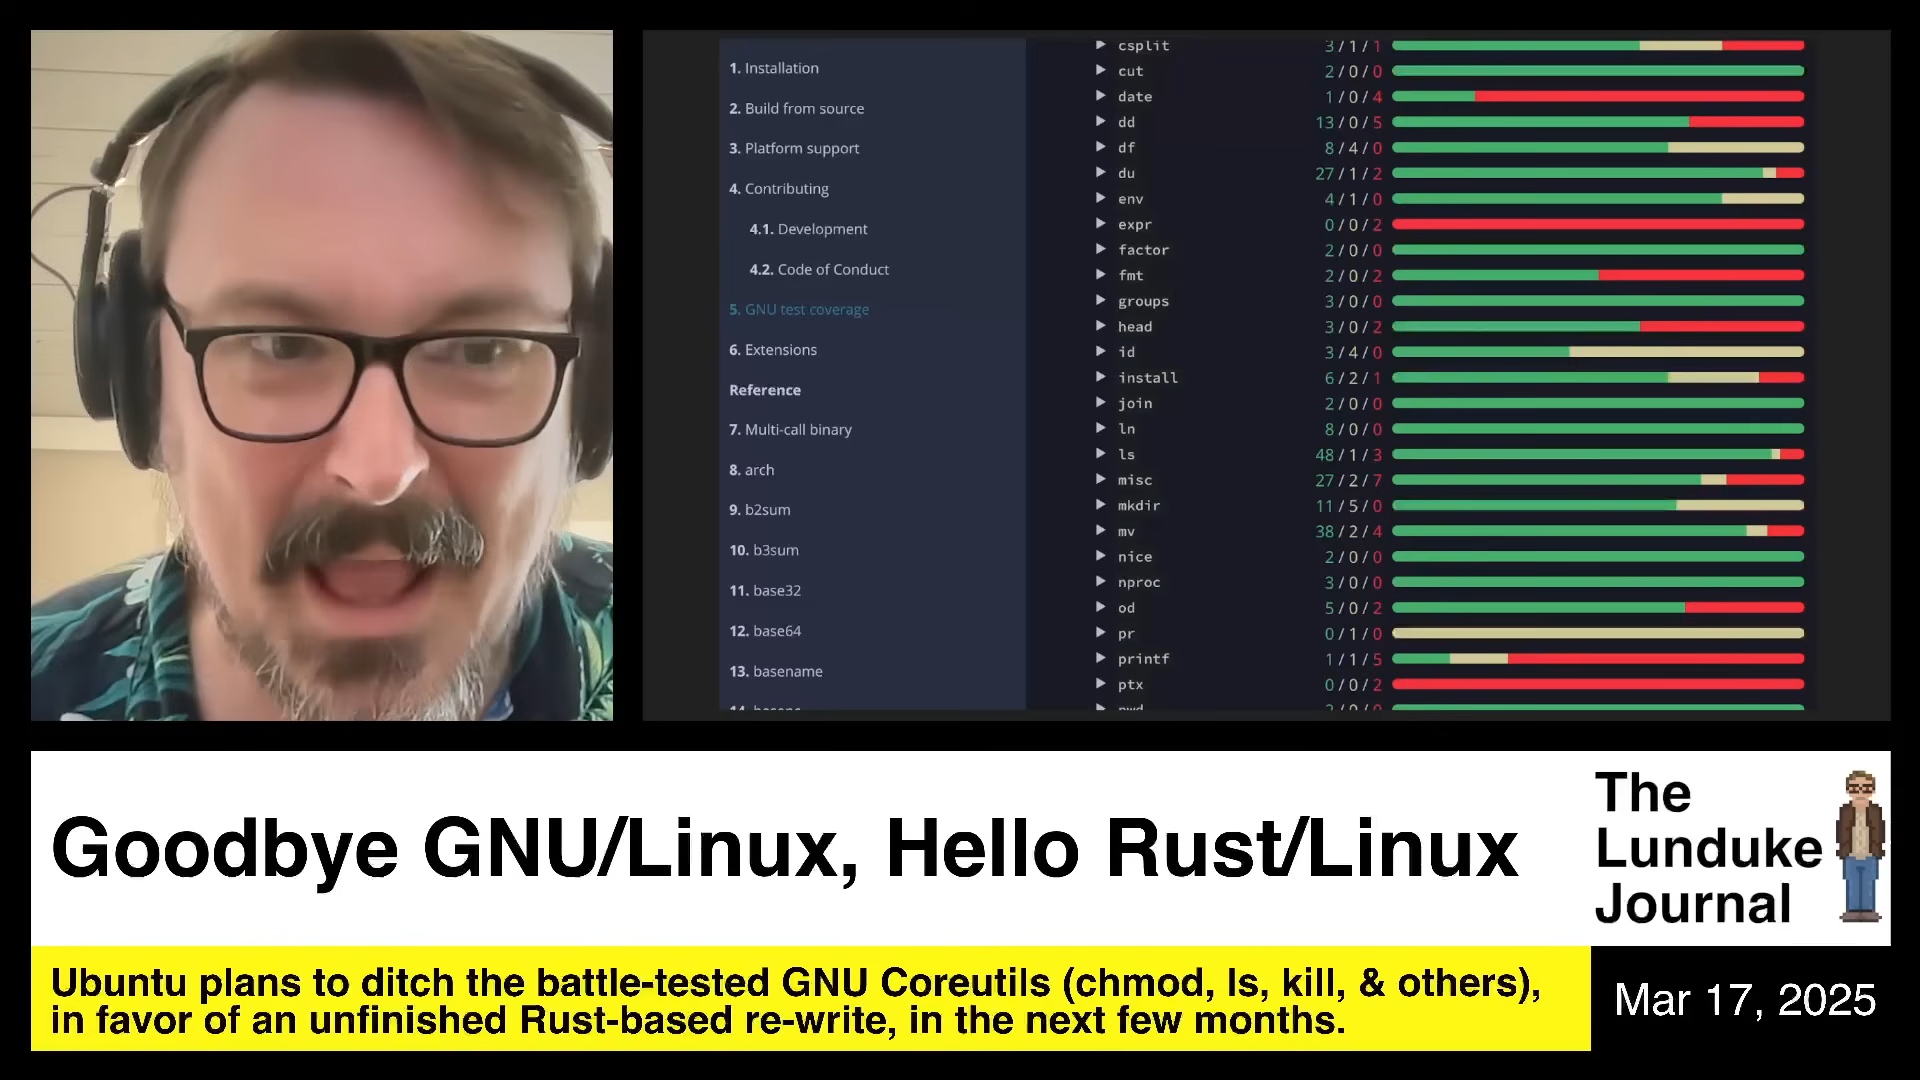 1. Installation
2. Build from source
3. Platform support
4. Contributing
4.1. Development
4.2. Code of Conduct
5. GNU test coverage
6. Extensions
Reference
7. Multi-call binary
8. arch
9. b2sum
10. b3sum
11. base32
12. base64
13. basename
14. basenc
csplit 3/1/1
cut 2/0/0
date 1/0/4
dd 13/0/5
df 8/4/0
du 27/1/2
env 4/1/0
expr 0/0/2
factor 2/0/0
fmt 2/0/2
groups 3/0/0
head 3/0/2
id 3/4/0
install 6/2/1
join 2/0/0
ln 8/0/0
ls 48/1/3
misc 27/2/7
mkdir 11/5/0
mv 38/2/4
nice 2/0/0
nproc 3/0/0
od 5/0/2
pr 0/1/0
printf 1/1/5
ptx 0/0/2
pwd 2/0/0
Goodbye GNU/Linux, Hello Rust/Linux
The
Lunduke
Journal
Ubuntu plans to ditch the battle-tested GNU Coreutils (chmod, ls, kill, & others),
in favor of an unfinished Rust-based re-write, in the next few months.
Mar 17, 2025